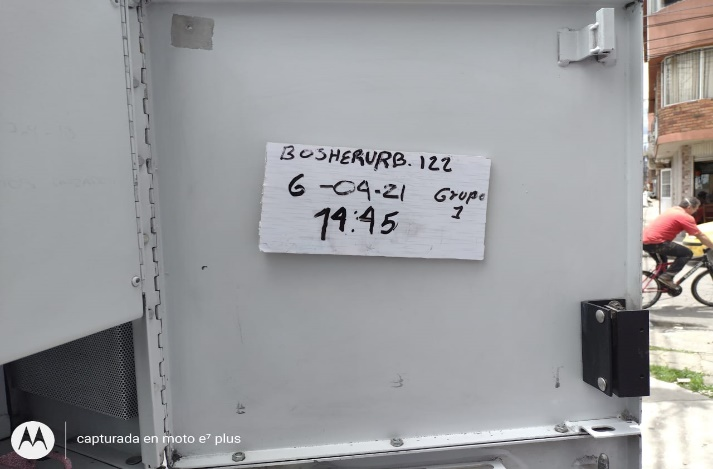 BOSHERURB. 122
6 -04-21 Grupo
1
14:45
capturada en moto e⁷ plus